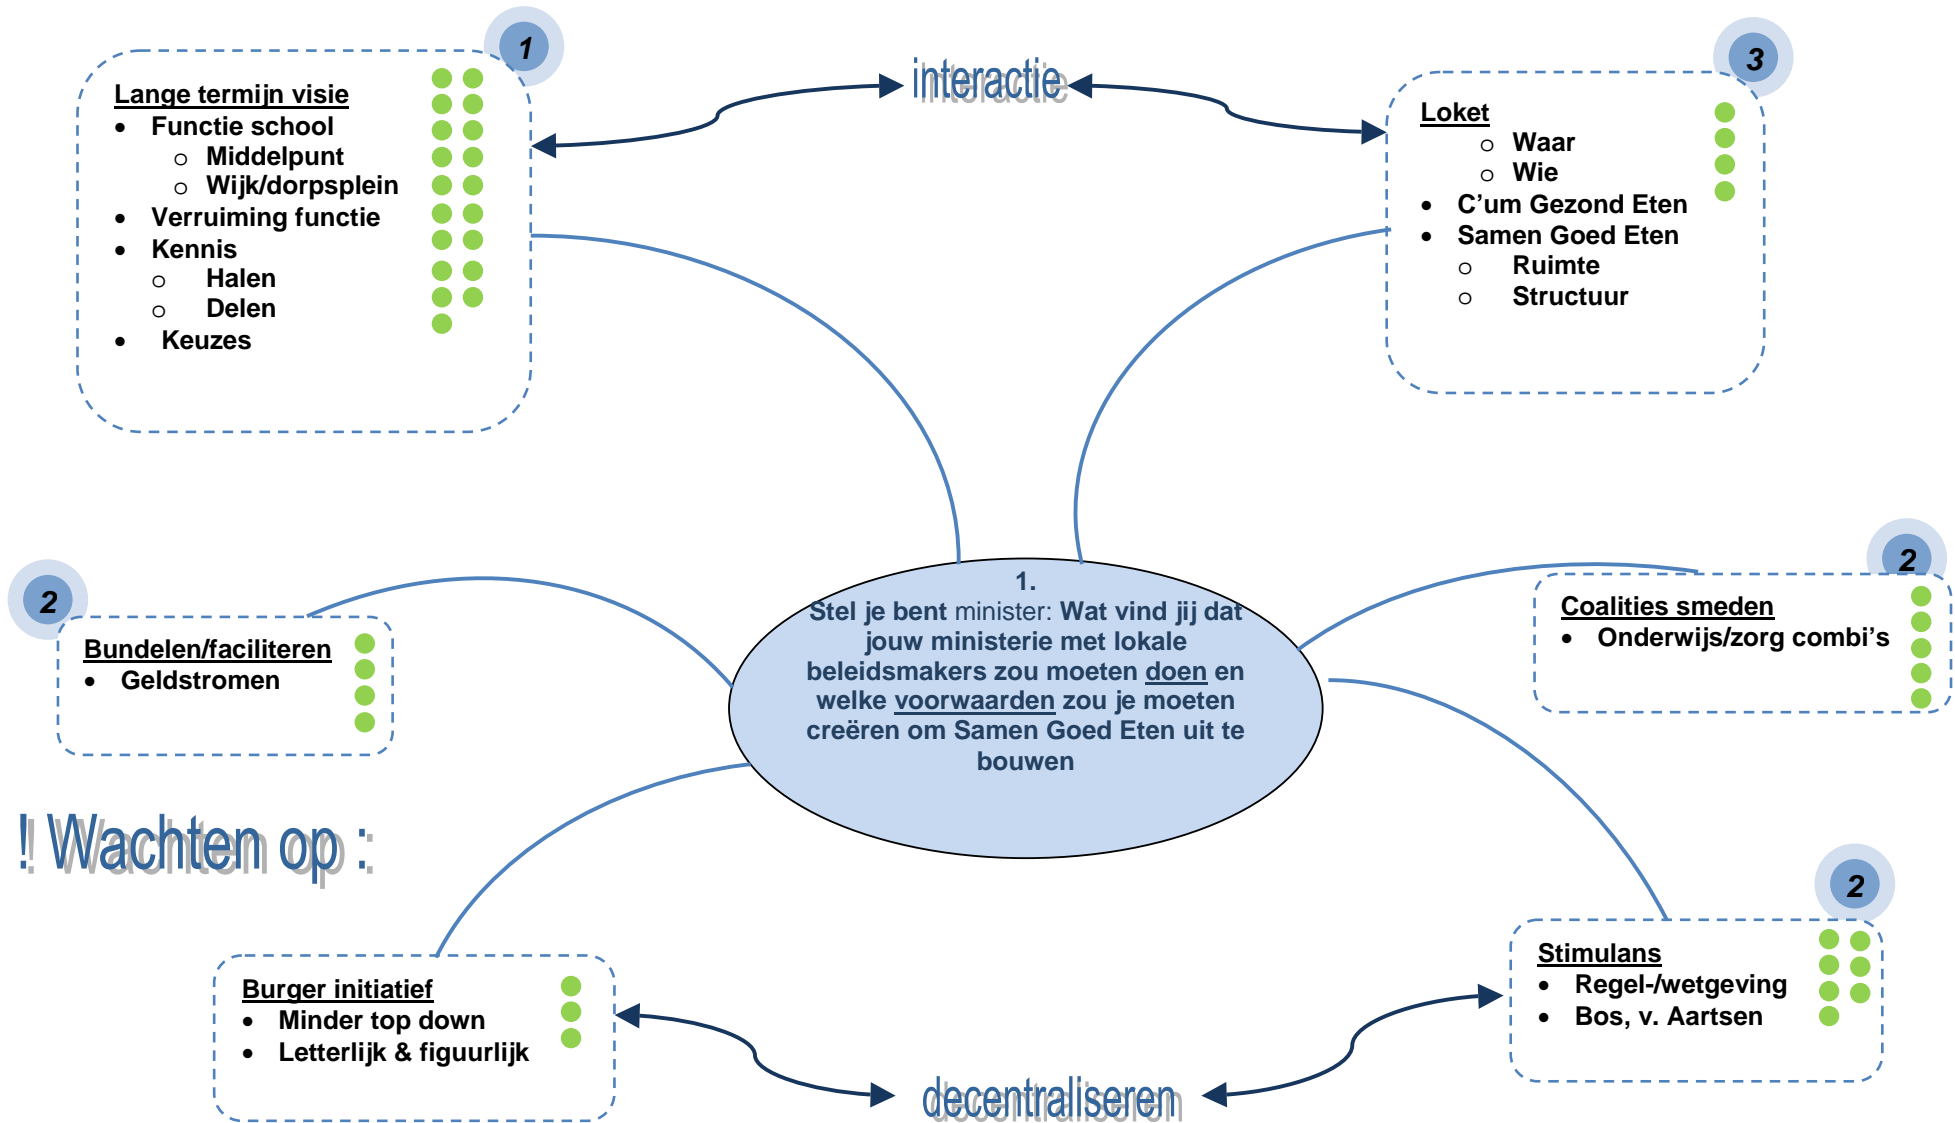 1
Lange termijn visie
• Functie school
o Middelpunt
o Wijk/dorpsplein
• Verruiming functie
• Kennis
o Halen
o Delen
• Keuzes
interactie
3
Loket
o Waar
o Wie
• C’um Gezond Eten
• Samen Goed Eten
o Ruimte
o Structuur
2
Bundelen/faciliteren
• Geldstromen
1.
Stel je bent minister: Wat vind jij dat
jouw ministerie met lokale
beleidsmakers zou moeten doen en
welke voorwaarden zou je moeten
creëren om Samen Goed Eten uit te
bouwen
2
Coalities smeden
• Onderwijs/zorg combi’s
! Wachten op :
Burger initiatief
• Minder top down
• Letterlijk & figuurlijk
decentraliseren
2
Stimulans
• Regel-/wetgeving
• Bos, v. Aartsen